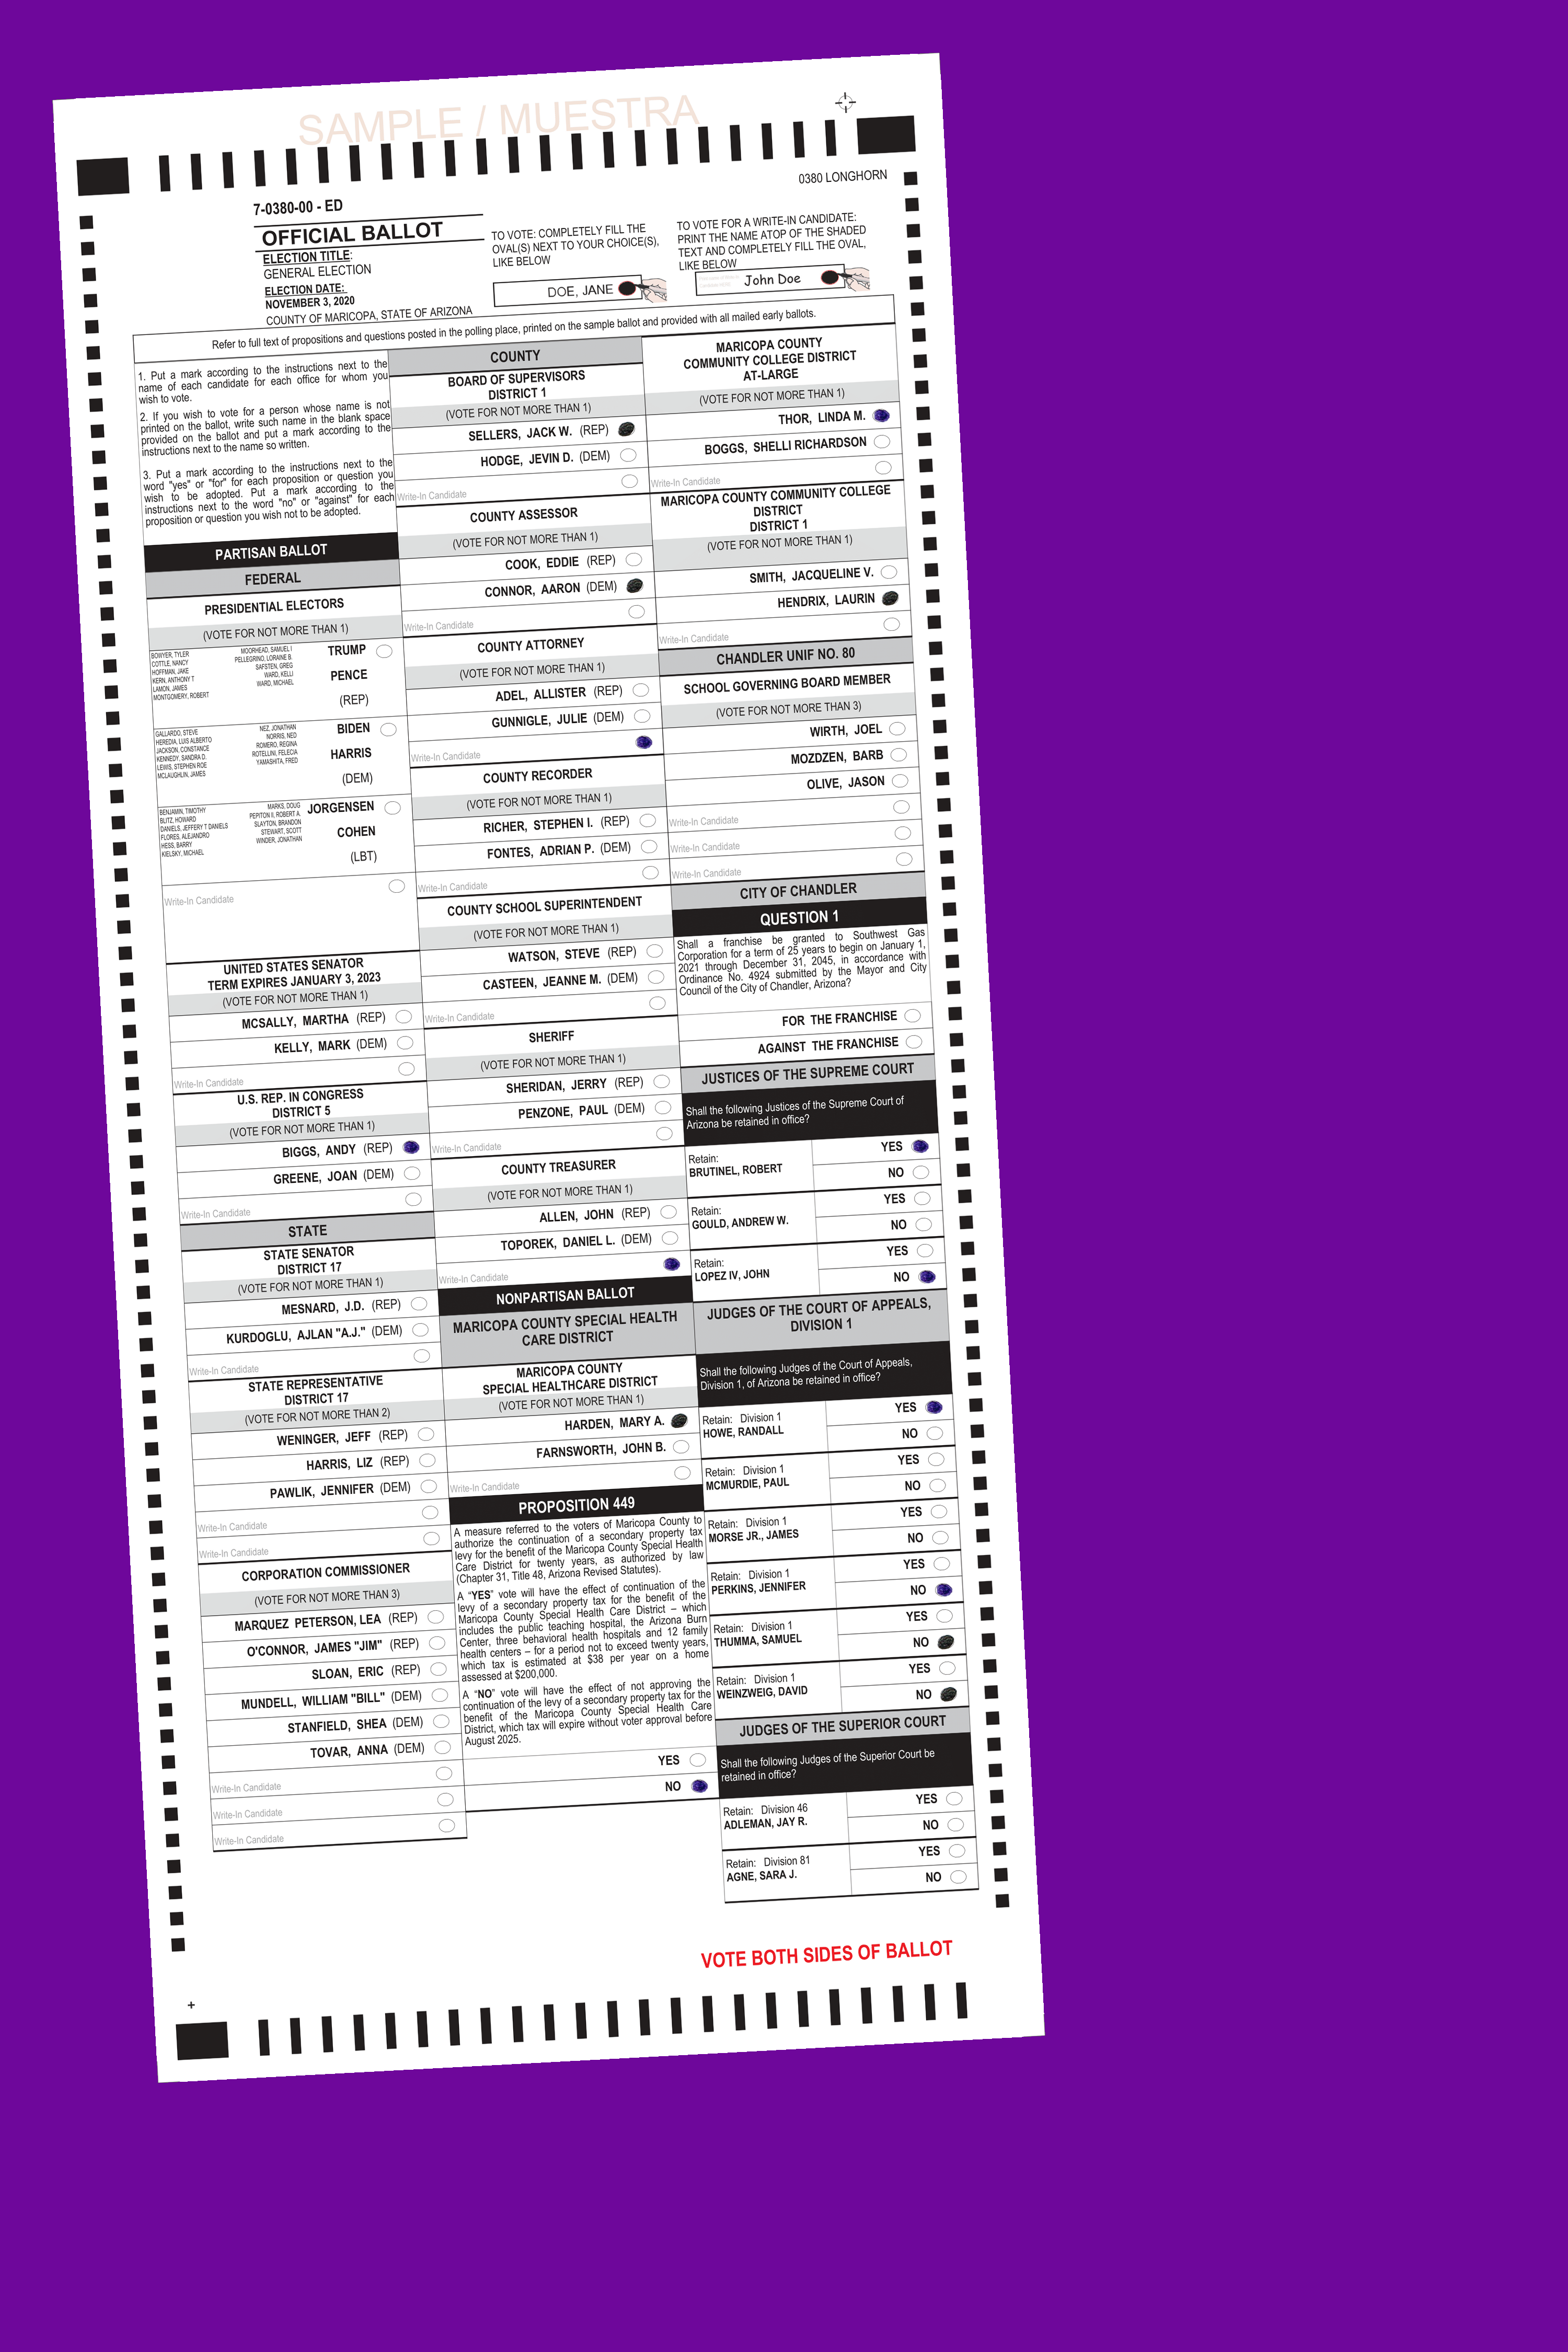 SAMPLE / MUESTRA
0380 LONGHORN
7-0380-00 - ED
OFFICIAL BALLOT
ELECTION TITLE:
GENERAL ELECTION
ELECTION DATE:
NOVEMBER 3, 2020
COUNTY OF MARICOPA, STATE OF ARIZONA
TO VOTE: COMPLETELY FILL THE
OVAL(S) NEXT TO YOUR CHOICE(S),
LIKE BELOW
DOE, JANE
TO VOTE FOR A WRITE-IN CANDIDATE:
PRINT THE NAME ATOP OF THE SHADED
TEXT AND COMPLETELY FILL THE OVAL,
LIKE BELOW
John Doe
Refer to full text of propositions and questions posted in the polling place, printed on the sample ballot and provided with all mailed early ballots.
1. Put a mark according to the instructions next to the
name of each candidate for each office for whom you
wish to vote.
2. If you wish to vote for a person whose name is not
printed on the ballot, write such name in the blank space
provided on the ballot and put a mark according to the
instructions next to the name so written.
3. Put a mark according to the instructions next to the
word "yes" or "for" for each proposition or question you
wish to be adopted. Put a mark according to the
instructions next to the word "no" or "against" for each
proposition or question you wish not to be adopted.
PARTISAN BALLOT
FEDERAL
PRESIDENTIAL ELECTORS
(VOTE FOR NOT MORE THAN 1)
BOWYER, TYLER
COTTLE, NANCY
HOFFMAN, JAKE
KERN, ANTHONY T
LAMON, JAMES
MONTGOMERY, ROBERT
MOORHEAD, SAMUEL I
PELLEGRINO, LORAINE B.
SAFSTEN, GREG
WARD, KELLI
WARD, MICHAEL
TRUMP
PENCE
(REP)
GALLARDO, STEVE
HEREDIA, LUIS ALBERTO
JACKSON, CONSTANCE
KENNEDY, SANDRA D.
LEWIS, STEPHEN ROE
MCLAUGHLIN, JAMES
NEZ, JONATHAN
NORRIS, NED
ROMERO, REGINA
ROTELLINI, FELECIA
YAMASHITA, FRED
BIDEN
HARRIS
(DEM)
BENJAMIN, TIMOTHY
BLITZ, HOWARD
DANIELS, JEFFERY T DANIELS
FLORES, ALEJANDRO
HESS, BARRY
KIELSKY, MICHAEL
MARKS, DOUG
PEPITON II, ROBERT A.
SLAYTON, BRANDON
STEWART, SCOTT
WINDER, JONATHAN
JORGENSEN
COHEN
(LBT)
Write-In Candidate
UNITED STATES SENATOR
TERM EXPIRES JANUARY 3, 2023
(VOTE FOR NOT MORE THAN 1)
MCSALLY, MARTHA (REP)
KELLY, MARK (DEM)
Write-In Candidate
U.S. REP. IN CONGRESS
DISTRICT 5
(VOTE FOR NOT MORE THAN 1)
BIGGS, ANDY (REP)
GREENE, JOAN (DEM)
Write-In Candidate
STATE
STATE SENATOR
DISTRICT 17
(VOTE FOR NOT MORE THAN 1)
MESNARD, J.D. (REP)
KURDOGLU, AJLAN "A.J." (DEM)
Write-In Candidate
STATE REPRESENTATIVE
DISTRICT 17
(VOTE FOR NOT MORE THAN 2)
WENINGER, JEFF (REP)
HARRIS, LIZ (REP)
PAWLIK, JENNIFER (DEM)
Write-In Candidate
Write-In Candidate
CORPORATION COMMISSIONER
(VOTE FOR NOT MORE THAN 3)
MARQUEZ PETERSON, LEA (REP)
O'CONNOR, JAMES "JIM" (REP)
SLOAN, ERIC (REP)
MUNDELL, WILLIAM "BILL" (DEM)
STANFIELD, SHEA (DEM)
TOVAR, ANNA (DEM)
Write-In Candidate
Write-In Candidate
Write-In Candidate
COUNTY
BOARD OF SUPERVISORS
DISTRICT 1
(VOTE FOR NOT MORE THAN 1)
SELLERS, JACK W. (REP)
HODGE, JEVIN D. (DEM)
Write-In Candidate
COUNTY ASSESSOR
(VOTE FOR NOT MORE THAN 1)
COOK, EDDIE (REP)
CONNOR, AARON (DEM)
Write-In Candidate
COUNTY ATTORNEY
(VOTE FOR NOT MORE THAN 1)
ADEL, ALLISTER (REP)
GUNNIGLE, JULIE (DEM)
Write-In Candidate
COUNTY RECORDER
(VOTE FOR NOT MORE THAN 1)
RICHER, STEPHEN I. (REP)
FONTES, ADRIAN P. (DEM)
Write-In Candidate
COUNTY SCHOOL SUPERINTENDENT
(VOTE FOR NOT MORE THAN 1)
WATSON, STEVE (REP)
CASTEEN, JEANNE M. (DEM)
Write-In Candidate
SHERIFF
(VOTE FOR NOT MORE THAN 1)
SHERIDAN, JERRY (REP)
PENZONE, PAUL (DEM)
Write-In Candidate
COUNTY TREASURER
(VOTE FOR NOT MORE THAN 1)
ALLEN, JOHN (REP)
TOPOREK, DANIEL L. (DEM)
Write-In Candidate
NONPARTISAN BALLOT
MARICOPA COUNTY SPECIAL HEALTH
CARE DISTRICT
MARICOPA COUNTY
SPECIAL HEALTHCARE DISTRICT
(VOTE FOR NOT MORE THAN 1)
HARDEN, MARY A.
FARNSWORTH, JOHN B.
Write-In Candidate
PROPOSITION 449
A measure referred to the voters of Maricopa County to
authorize the continuation of a secondary property tax
levy for the benefit of the Maricopa County Special Health
Care District for twenty years, as authorized by law
(Chapter 31, Title 48, Arizona Revised Statutes).
A “YES” vote will have the effect of continuation of the
levy of a secondary property tax for the benefit of the
Maricopa County Special Health Care District – which
includes the public teaching hospital, the Arizona Burn
Center, three behavioral health hospitals and 12 family
health centers – for a period not to exceed twenty years,
which tax is estimated at $38 per year on a home
assessed at $200,000.
A “NO” vote will have the effect of not approving the
continuation of the levy of a secondary property tax for the
benefit of the Maricopa County Special Health Care
District, which tax will expire without voter approval before
August 2025.
YES
NO
MARICOPA COUNTY
COMMUNITY COLLEGE DISTRICT
AT-LARGE
(VOTE FOR NOT MORE THAN 1)
THOR, LINDA M.
BOGGS, SHELLI RICHARDSON
Write-In Candidate
MARICOPA COUNTY COMMUNITY COLLEGE
DISTRICT
DISTRICT 1
(VOTE FOR NOT MORE THAN 1)
SMITH, JACQUELINE V.
HENDRIX, LAURIN
Write-In Candidate
CHANDLER UNIF NO. 80
SCHOOL GOVERNING BOARD MEMBER
(VOTE FOR NOT MORE THAN 3)
WIRTH, JOEL
MOZDZEN, BARB
OLIVE, JASON
Write-In Candidate
Write-In Candidate
Write-In Candidate
CITY OF CHANDLER
QUESTION 1
Shall a franchise be granted to Southwest Gas
Corporation for a term of 25 years to begin on January 1,
2021 through December 31, 2045, in accordance with
Ordinance No. 4924 submitted by the Mayor and City
Council of the City of Chandler, Arizona?
FOR THE FRANCHISE
AGAINST THE FRANCHISE
JUSTICES OF THE SUPREME COURT
Shall the following Justices of the Supreme Court of
Arizona be retained in office?
Retain:
BRUTINEL, ROBERT
YES
NO
Retain:
GOULD, ANDREW W.
YES
NO
Retain:
LOPEZ IV, JOHN
YES
NO
JUDGES OF THE COURT OF APPEALS,
DIVISION 1
Shall the following Judges of the Court of Appeals,
Division 1, of Arizona be retained in office?
Retain: Division 1
HOWE, RANDALL
YES
NO
Retain: Division 1
MCMURDIE, PAUL
YES
NO
Retain: Division 1
MORSE JR., JAMES
YES
NO
Retain: Division 1
PERKINS, JENNIFER
YES
NO
Retain: Division 1
THUMMA, SAMUEL
YES
NO
Retain: Division 1
WEINZWEIG, DAVID
YES
NO
JUDGES OF THE SUPERIOR COURT
Shall the following Judges of the Superior Court be
retained in office?
Retain: Division 46
ADLEMAN, JAY R.
YES
NO
Retain: Division 81
AGNE, SARA J.
YES
NO
VOTE BOTH SIDES OF BALLOT